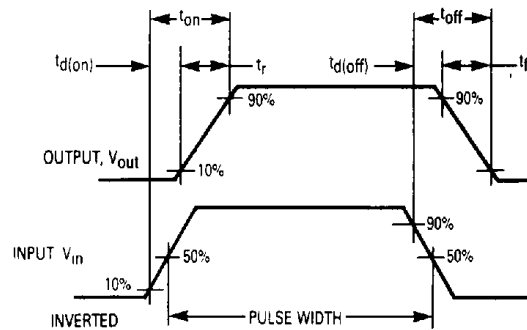 ton
toff
td(on)
tr
td(off)
tf
90%
90%
OUTPUT, Vout
10%
90%
INPUT Vin
50%
50%
10%
INVERTED
PULSE WIDTH